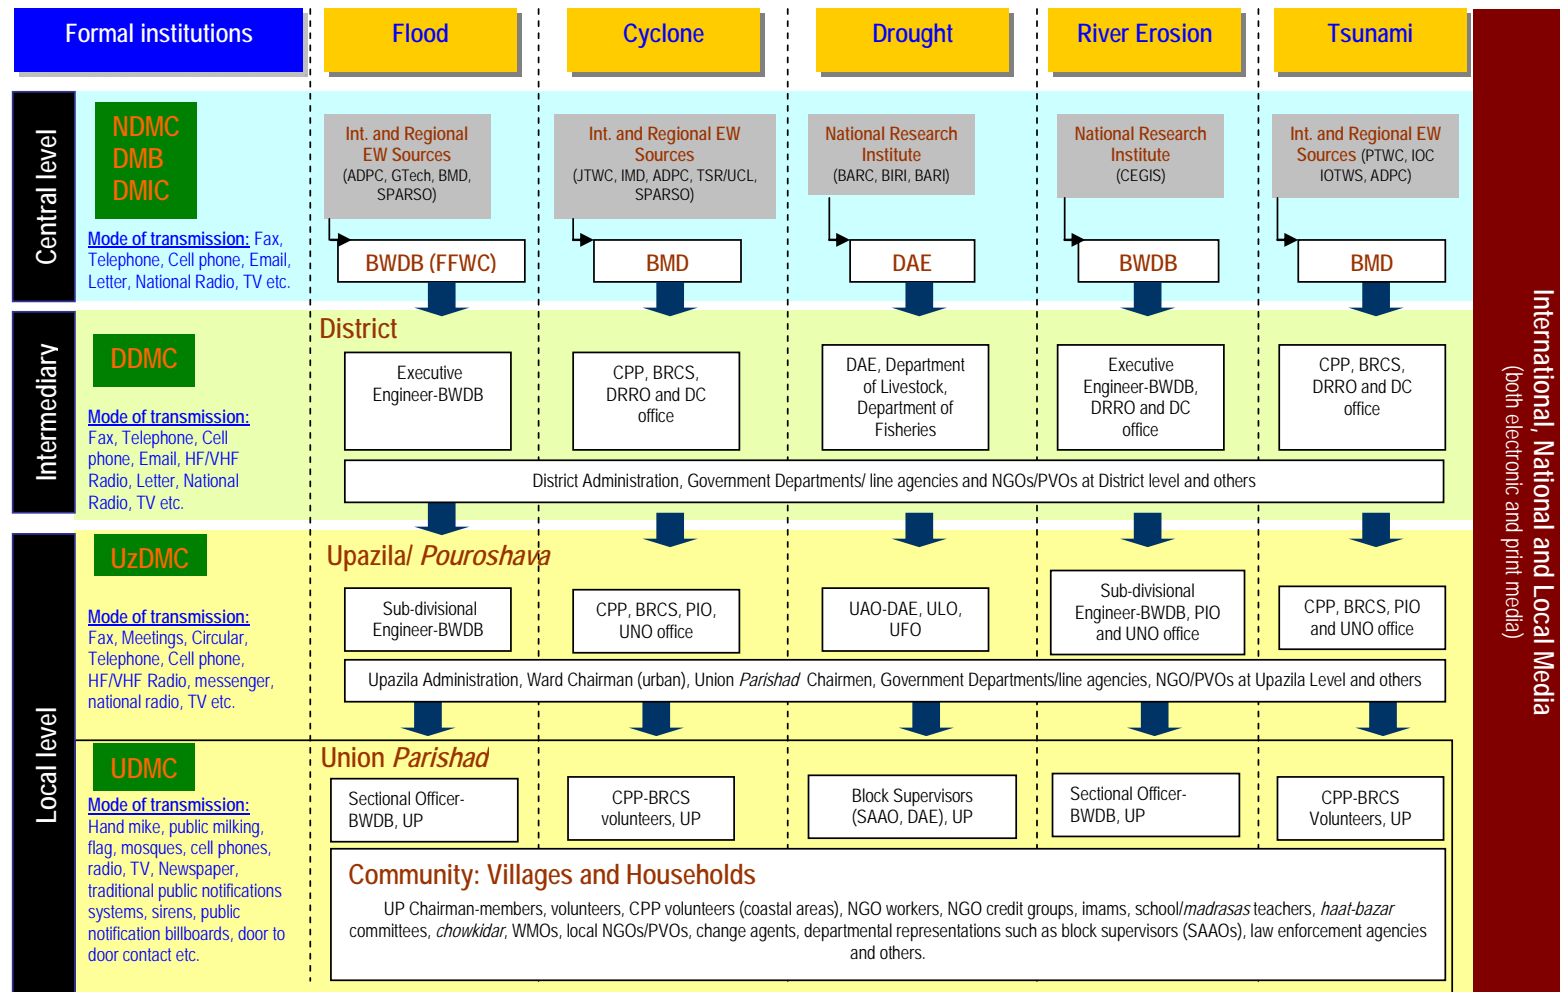 Formal institutions
Flood
Cyclone
Drought
River Erosion
Tsunami
Central level
NDMC
DMB
DMIC
Mode of transmission: Fax,
Telephone, Cell phone, Email,
Letter, National Radio, TV etc.
Int. and Regional
EW Sources
(ADPC, GTech, BMD,
SPARSO)
Int. and Regional EW
Sources
(JTWC, IMD, ADPC, TSR/UCL,
SPARSO)
National Research
Institute
(BARC, BIRI, BARI)
National Research
Institute
(CEGIS)
Int. and Regional EW
Sources (PTWC, IOC
IOTWS, ADPC)
BWDB (FFWC)
BMD
DAE
BWDB
BMD
Intermediary
DDMC
Mode of transmission:
Fax, Telephone, Cell
phone, Email, HF/VHF
Radio, Letter, National
Radio, TV etc.
District
Executive
Engineer-BWDB
CPP, BRCS,
DRRO and DC
office
DAE, Department
of Livestock,
Department of
Fisheries
Executive
Engineer-BWDB,
DRRO and DC
office
CPP, BRCS,
DRRO and DC
office
District Administration, Government Departments/ line agencies and NGOs/PVOs at District level and others
Local level
UzDMC
Mode of transmission:
Fax, Meetings, Circular,
Telephone, Cell phone,
HF/VHF Radio, messenger,
national radio, TV etc.
Upazila/ Pouroshava
Sub-divisional
Engineer-BWDB
CPP, BRCS, PIO,
UNO office
UAO-DAE, ULO,
UFO
Sub-divisional
Engineer-BWDB, PIO
and UNO office
CPP, BRCS, PIO
and UNO office
Upazila Administration, Ward Chairman (urban), Union Parishad Chairmen, Government Departments/line agencies, NGO/PVOs at Upazila Level and others
UDMC
Mode of transmission:
Hand mike, public milking,
flag, mosques, cell phones,
radio, TV, Newspaper,
traditional public notifications
systems, sirens, public
notification billboards, door to
door contact etc.
Union Parishad
Sectional Officer-
BWDB, UP
CPP-BRCS
volunteers, UP
Block Supervisors
(SAAO, DAE), UP
Sectional Officer-
BWDB, UP
CPP-BRCS
Volunteers, UP
Community: Villages and Households
UP Chairman-members, volunteers, CPP volunteers (coastal areas), NGO workers, NGO credit groups, imams, school/madrasas teachers, haat-bazar
committees, chowkidar, WMOs, local NGOs/PVOs, change agents, departmental representations such as block supervisors (SAAOs), law enforcement agencies
and others.
International, National and Local Media
(both electronic and print media)